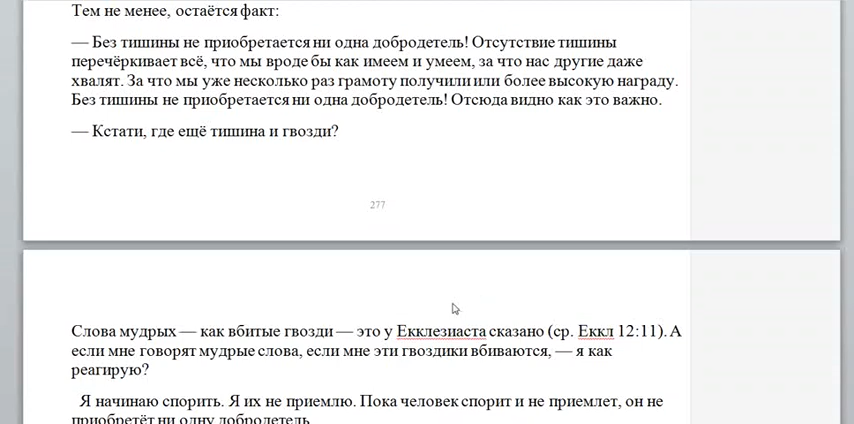 Тем не менее, остаётся факт:
— Без тишины не приобретается ни одна добродетель! Отсутствие тишины
перечёркивает всё, что мы вроде бы как имеем и умеем, за что нас другие даже
хвалят. За что мы уже несколько раз грамоту получили или более высокую награду.
Без тишины не приобретается ни одна добродетель! Отсюда видно как это важно.
— Кстати, где ещё тишина и гвозди?
277
Слова мудрых — как вбитые гвозди — это у Екклезиаста сказано (ср. Еккл 12:11). А
если мне говорят мудрые слова, если мне эти гвоздики вбиваются, — я как
реагирую?
Я начинаю спорить. Я их не приемлю. Пока человек спорит и не приемлет, он не
приобретёт ни одну добродетель.